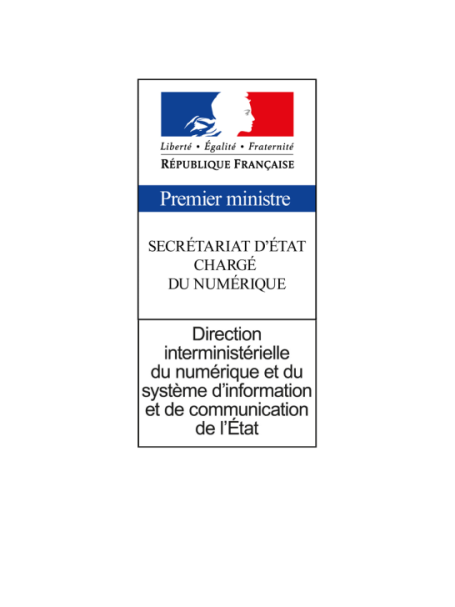 Liberté • Égalité • Fraternité
RÉPUBLIQUE FRANÇAISE
Premier ministre
SECRÉTARIAT D'ÉTAT
CHARGÉ
DU NUMÉRIQUE
Direction
interministérielle
du numérique et du
système d'information
et de communication
de l'État